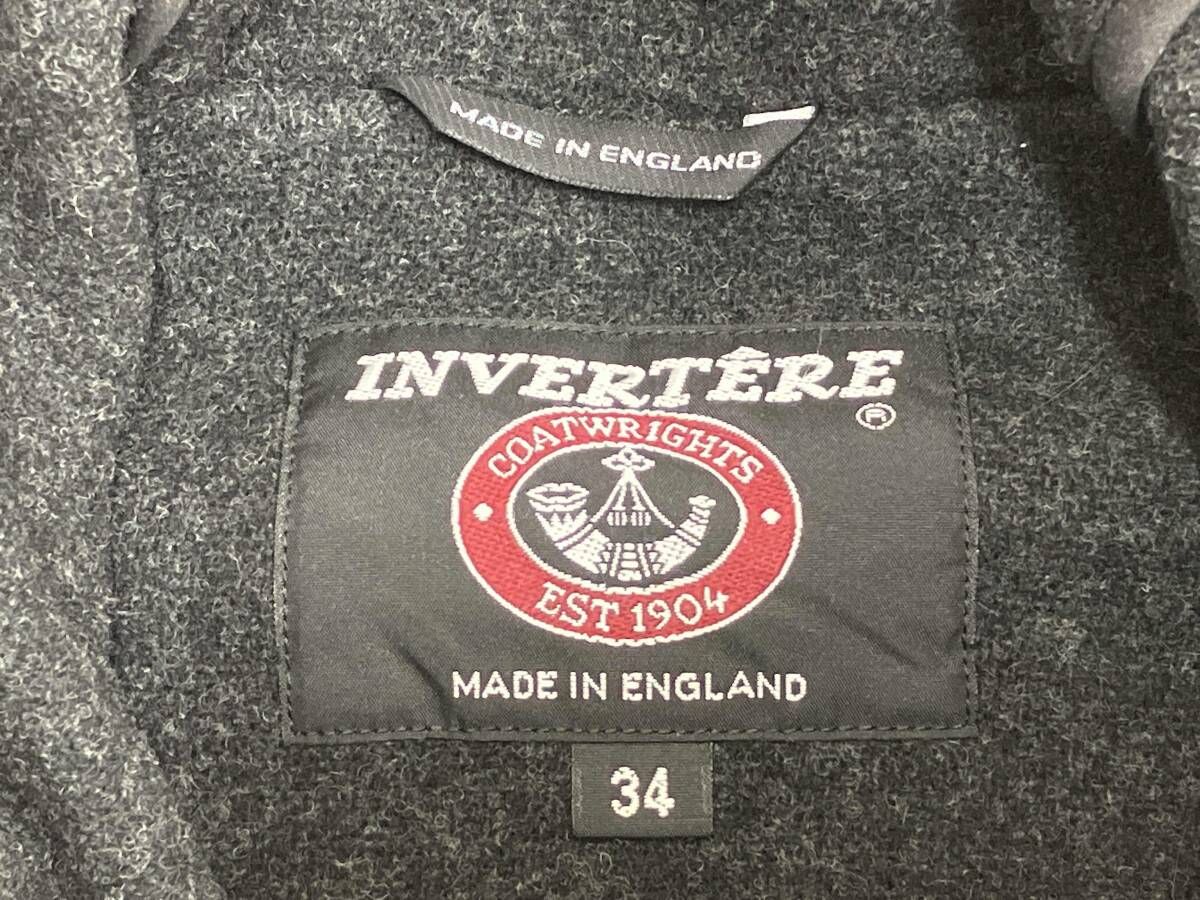 MADE IN ENGLAND
INVERTÊRE
®
COATWRIGHTS
EST 1904
MADE IN ENGLAND
34